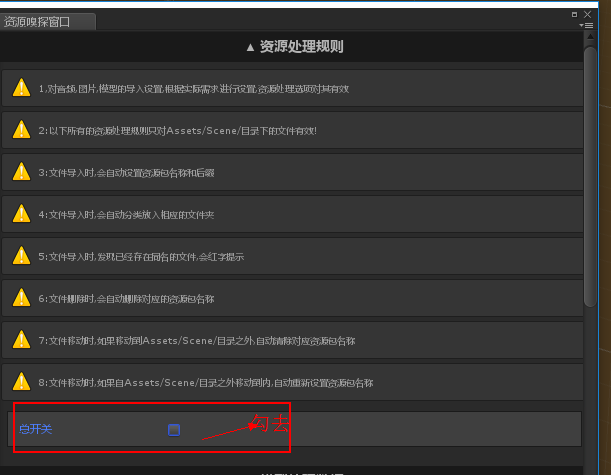 资源嗅探窗口
▲ 资源处理规则
1,对音频,图片,模型的导入设置,根据实际需求进行设置,资源处理选项对其有效
2:以下所有的资源处理规则只对Assets/Scene/目录下的文件有效!
3:文件导入时,会自动设置资源包名称和后缀
4:文件导入时,会自动分类放入相应的文件夹
5:文件导入时,发现已经存在同名的文件,会红字提示
6:文件删除时,会自动删除对应的资源包名称
7:文件移动时,如果移动到Assets/Scene/目录之外,自动清除对应资源包名称
8:文件移动时,如果自Assets/Scene/目录之外移动到内,自动重新设置资源包名称
总开关
勾去